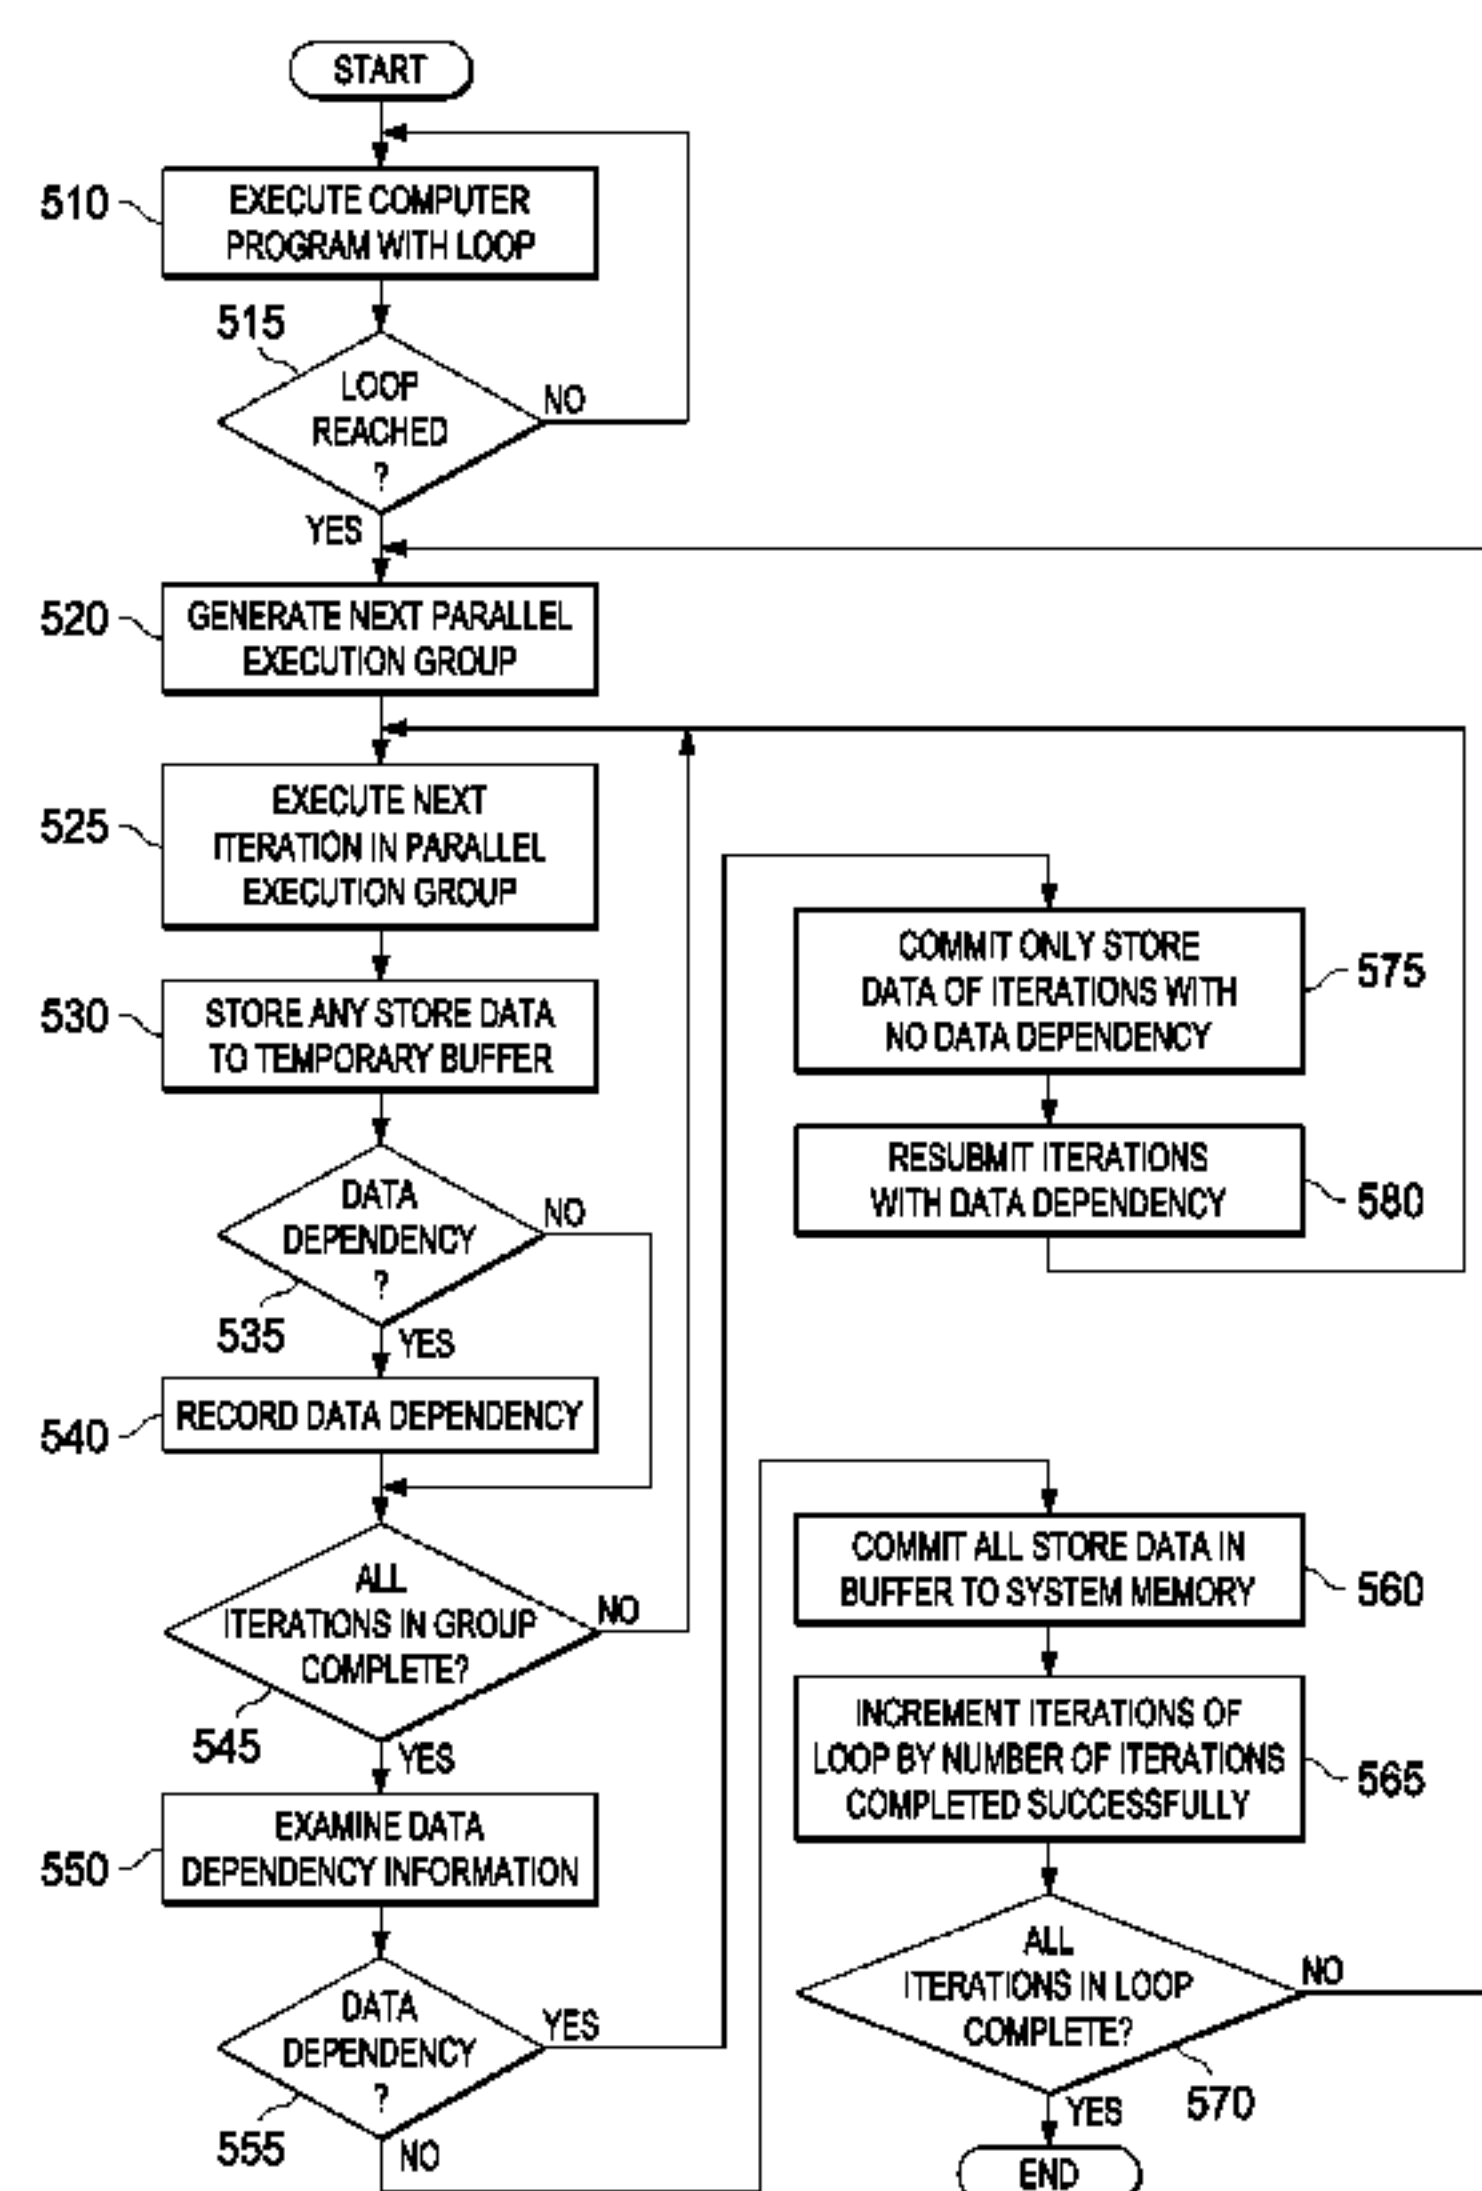 START
510
EXECUTE COMPUTER
PROGRAM WITH LOOP
515
LOOP
REACHED
?
NO
YES
520
GENERATE NEXT PARALLEL
EXECUTION GROUP
525
EXECUTE NEXT
ITERATION IN PARALLEL
EXECUTION GROUP
530
STORE ANY STORE DATA
TO TEMPORARY BUFFER
DATA
DEPENDENCY
?
NO
535
YES
540
RECORD DATA DEPENDENCY
ALL
ITERATIONS IN GROUP
COMPLETE?
NO
545
YES
550
EXAMINE DATA
DEPENDENCY INFORMATION
DATA
DEPENDENCY
?
YES
555
NO
COMMIT ONLY STORE
DATA OF ITERATIONS WITH
NO DATA DEPENDENCY
575
RESUBMIT ITERATIONS
WITH DATA DEPENDENCY
580
COMMIT ALL STORE DATA IN
BUFFER TO SYSTEM MEMORY
560
INCREMENT ITERATIONS OF
LOOP BY NUMBER OF ITERATIONS
COMPLETED SUCCESSFULLY
565
ALL
ITERATIONS IN LOOP
COMPLETE?
NO
570
YES
END